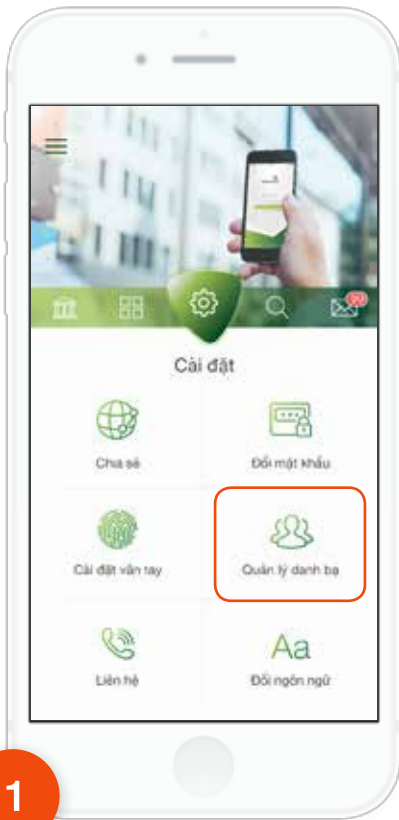 Cài đặt
Chia sẻ
Đổi mật khẩu
Cài đặt vân tay
Quản lý danh bạ
Liên hệ
Aa
Đổi ngôn ngữ
1